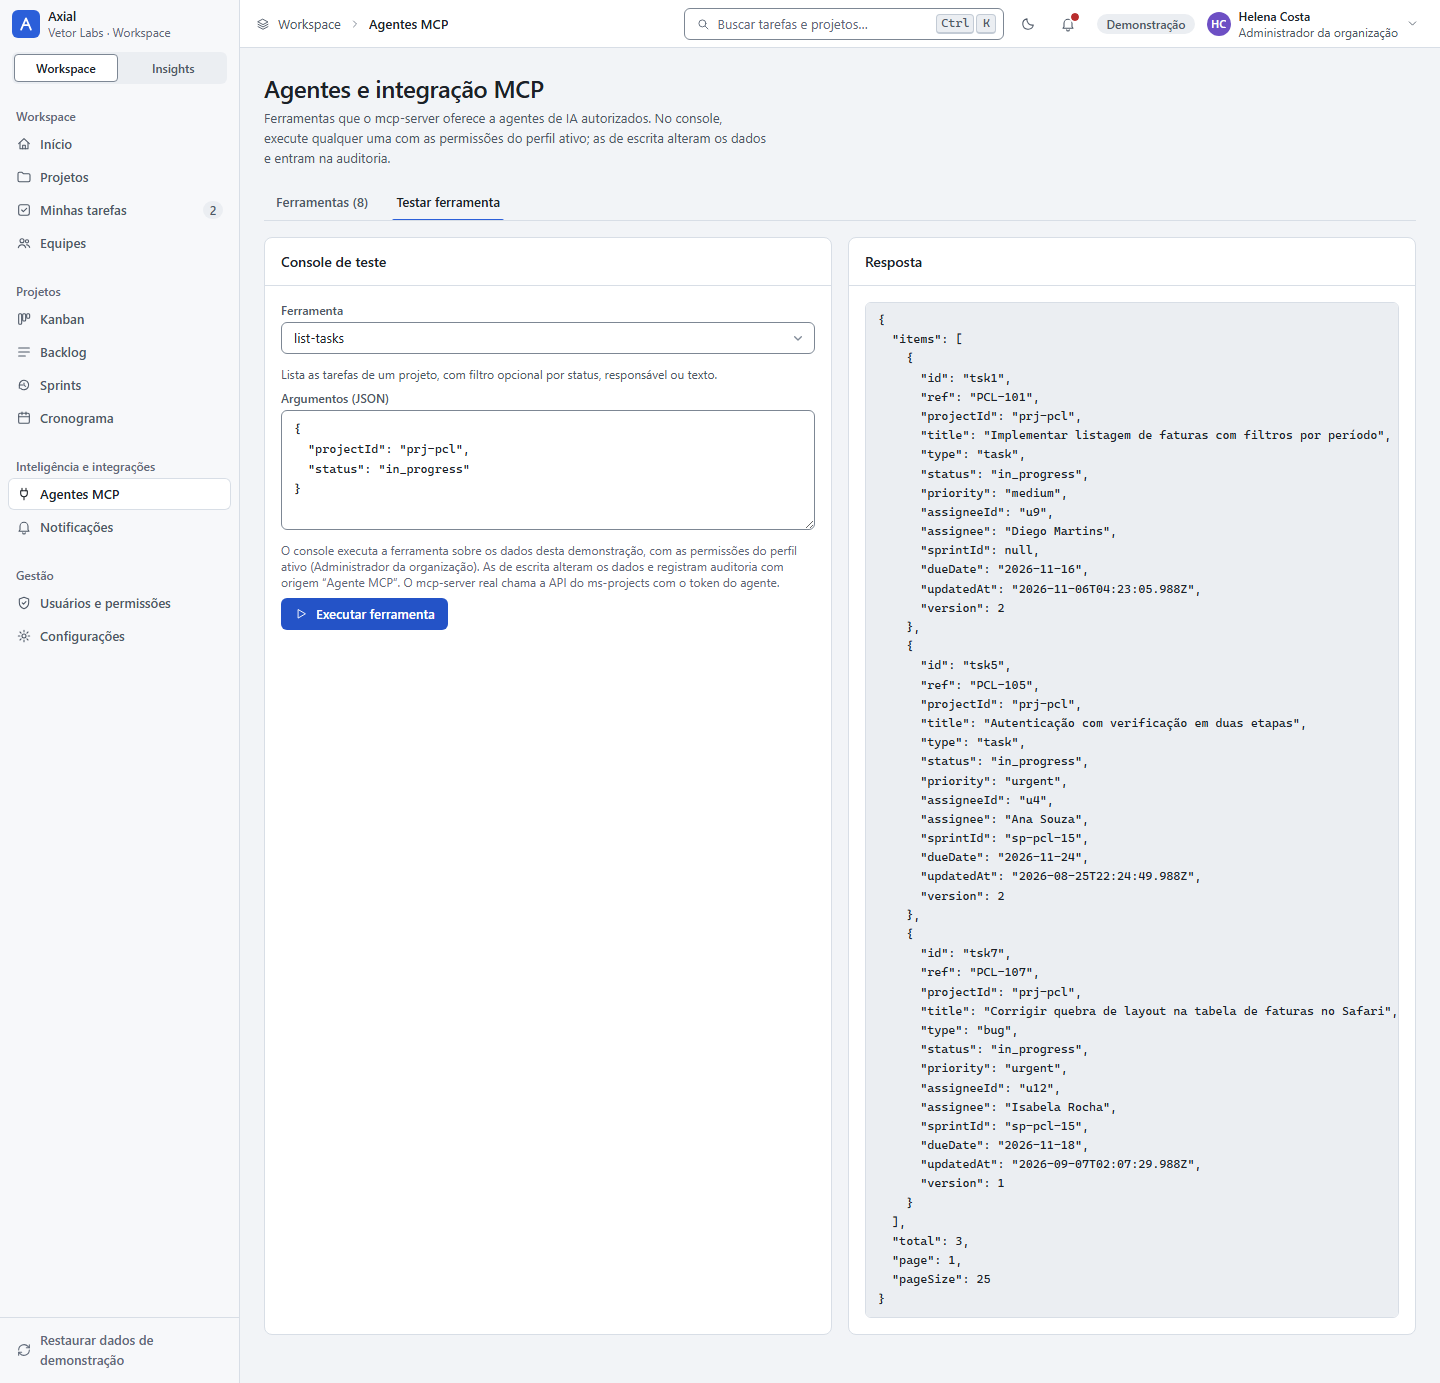 Axial
Vetor Labs · Workspace
Workspace
Insights
Workspace
Início
Projetos
Minhas tarefas
2
Equipes
Projetos
Kanban
Backlog
Sprints
Cronograma
Inteligência e integrações
Agentes MCP
Notificações
Gestão
Usuários e permissões
Configurações
Restaurar dados de
demonstração
Workspace
Agentes MCP
Buscar tarefas e projetos...
Ctrl
K
Demonstração
HC
Helena Costa
Administrador da organização
Agentes e integração MCP
Ferramentas que o mcp-server oferece a agentes de IA autorizados. No console,
execute qualquer uma com as permissões do perfil ativo; as de escrita alteram os dados
e entram na auditoria.
Ferramentas (8)
Testar ferramenta
Console de teste
Ferramenta
list-tasks
Lista as tarefas de um projeto, com filtro opcional por status, responsável ou texto.
Argumentos (JSON)
{
"projectId": "prj-pcl",
"status": "in_progress"
}
O console executa a ferramenta sobre os dados desta demonstração, com as permissões do perfil
ativo (Administrador da organização). As de escrita alteram os dados e registram auditoria com
origem “Agente MCP”. O mcp-server real chama a API do ms-projects com o token do agente.
Executar ferramenta
Resposta
{
"items": [
{
"id": "tsk1",
"ref": "PCL-101",
"projectId": "prj-pcl",
"title": "Implementar listagem de faturas com filtros por período",
"type": "task",
"status": "in_progress",
"priority": "medium",
"assigneeId": "u9",
"assignee": "Diego Martins",
"sprintId": null,
"dueDate": "2026-11-16",
"updatedAt": "2026-11-06T04:23:05.988Z",
"version": 2
},
{
"id": "tsk5",
"ref": "PCL-105",
"projectId": "prj-pcl",
"title": "Autenticação com verificação em duas etapas",
"type": "task",
"status": "in_progress",
"priority": "urgent",
"assigneeId": "u4",
"assignee": "Ana Souza",
"sprintId": "sp-pcl-15",
"dueDate": "2026-11-24",
"updatedAt": "2026-08-25T22:24:49.988Z",
"version": 2
},
{
"id": "tsk7",
"ref": "PCL-107",
"projectId": "prj-pcl",
"title": "Corrigir quebra de layout na tabela de faturas no Safari",
"type": "bug",
"status": "in_progress",
"priority": "urgent",
"assigneeId": "u12",
"assignee": "Isabela Rocha",
"sprintId": "sp-pcl-15",
"dueDate": "2026-11-18",
"updatedAt": "2026-09-07T02:07:29.988Z",
"version": 1
}
],
"total": 3,
"page": 1,
"pageSize": 25
}